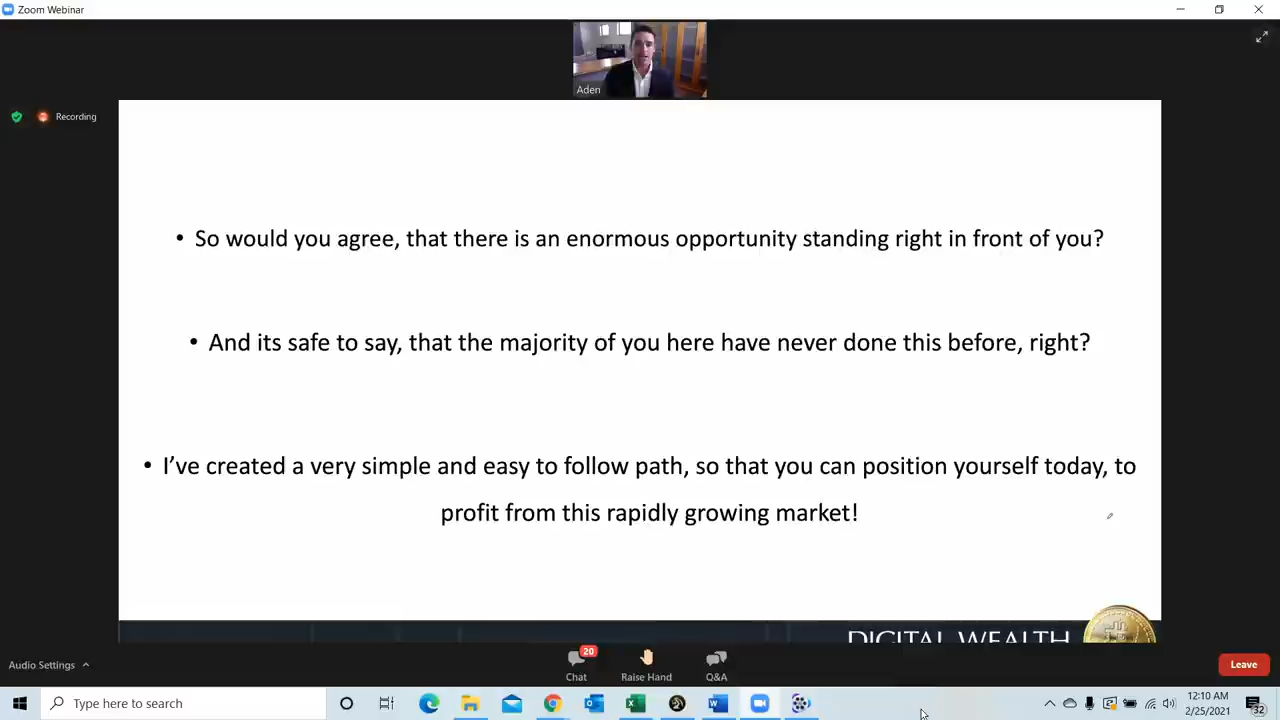 Zoom Webinar
Aden
Recording
• So would you agree, that there is an enormous opportunity standing right in front of you?
• And its safe to say, that the majority of you here have never done this before, right?
• I’ve created a very simple and easy to follow path, so that you can position yourself today, to
profit from this rapidly growing market!
DIGITAL WEALTH
Audio Settings
20
Chat
Raise Hand
Q&A
Leave
Type here to search
12:10 AM
2/25/2021
32